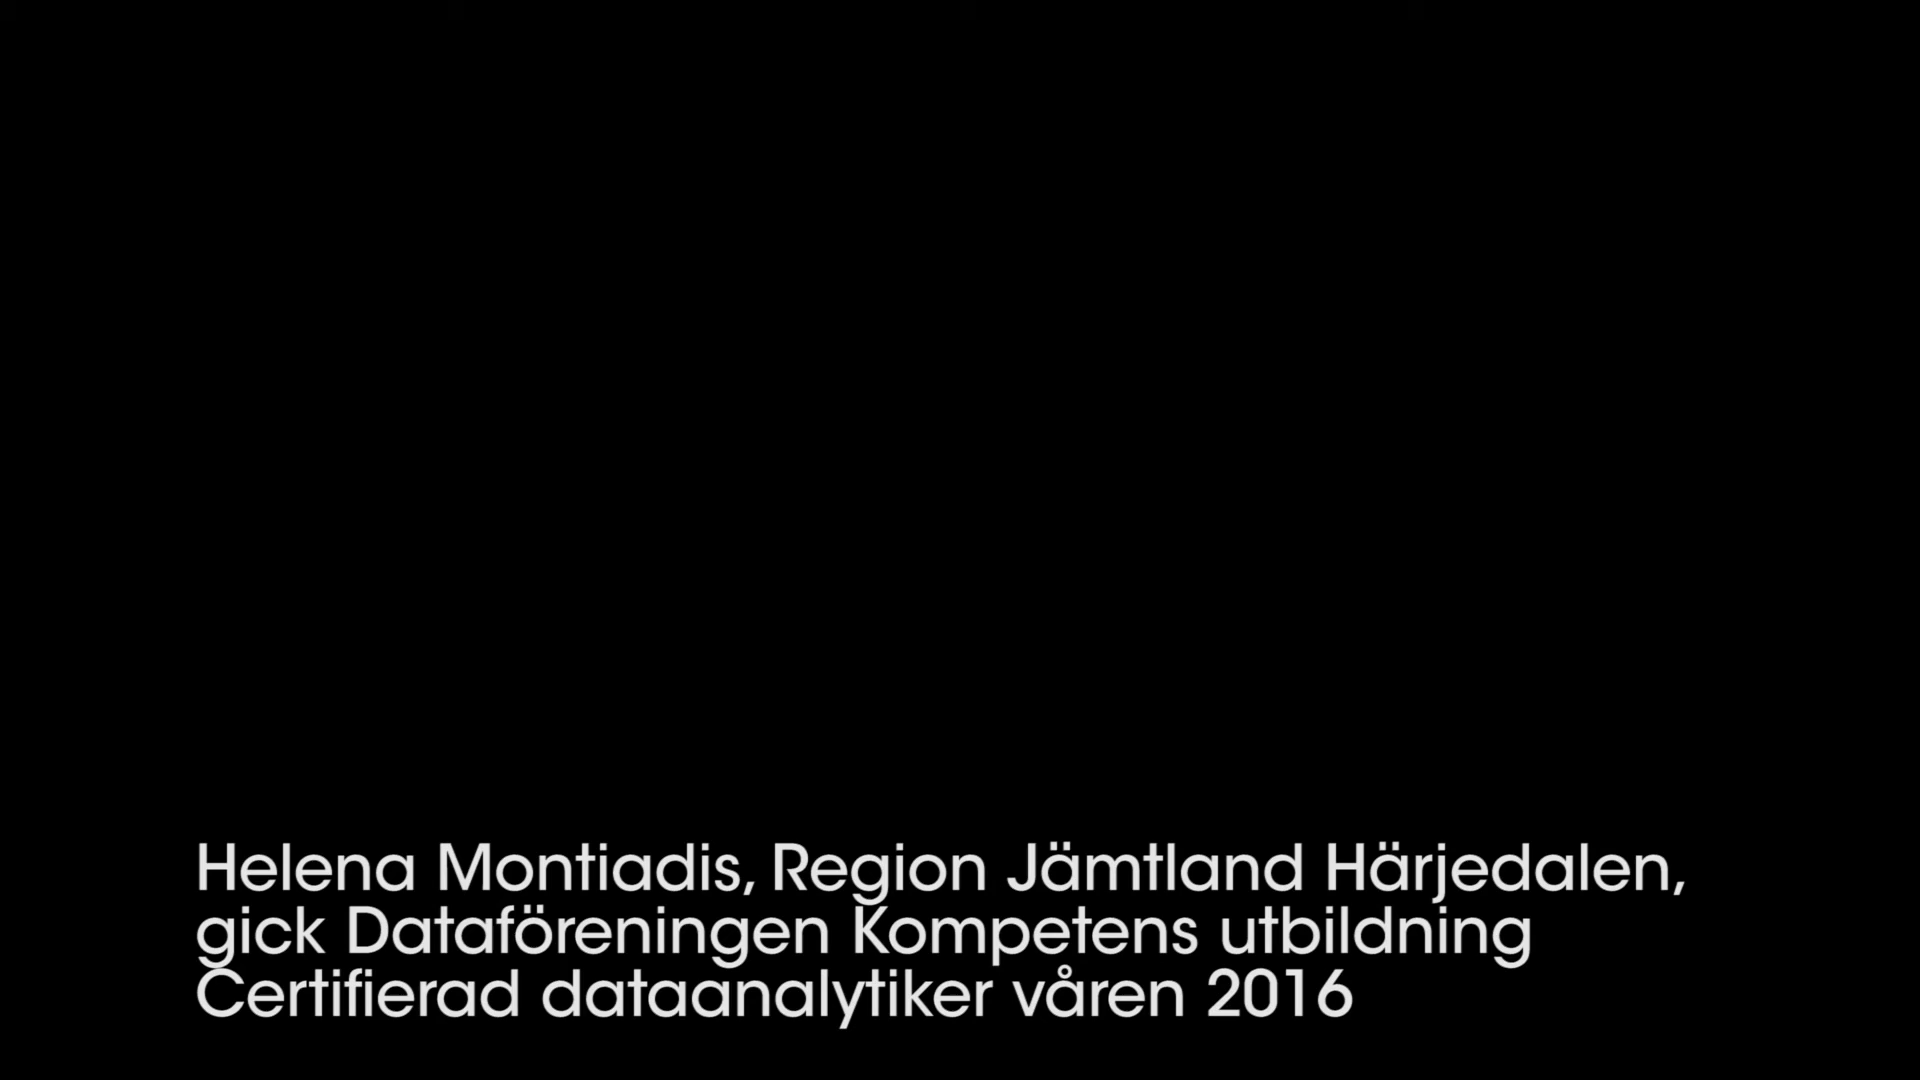 Helena Montiadis, Region Jämtland Härjedalen,
gick Dataföreningen Kompetens utbildning
Certifierad dataanalytiker våren 2016